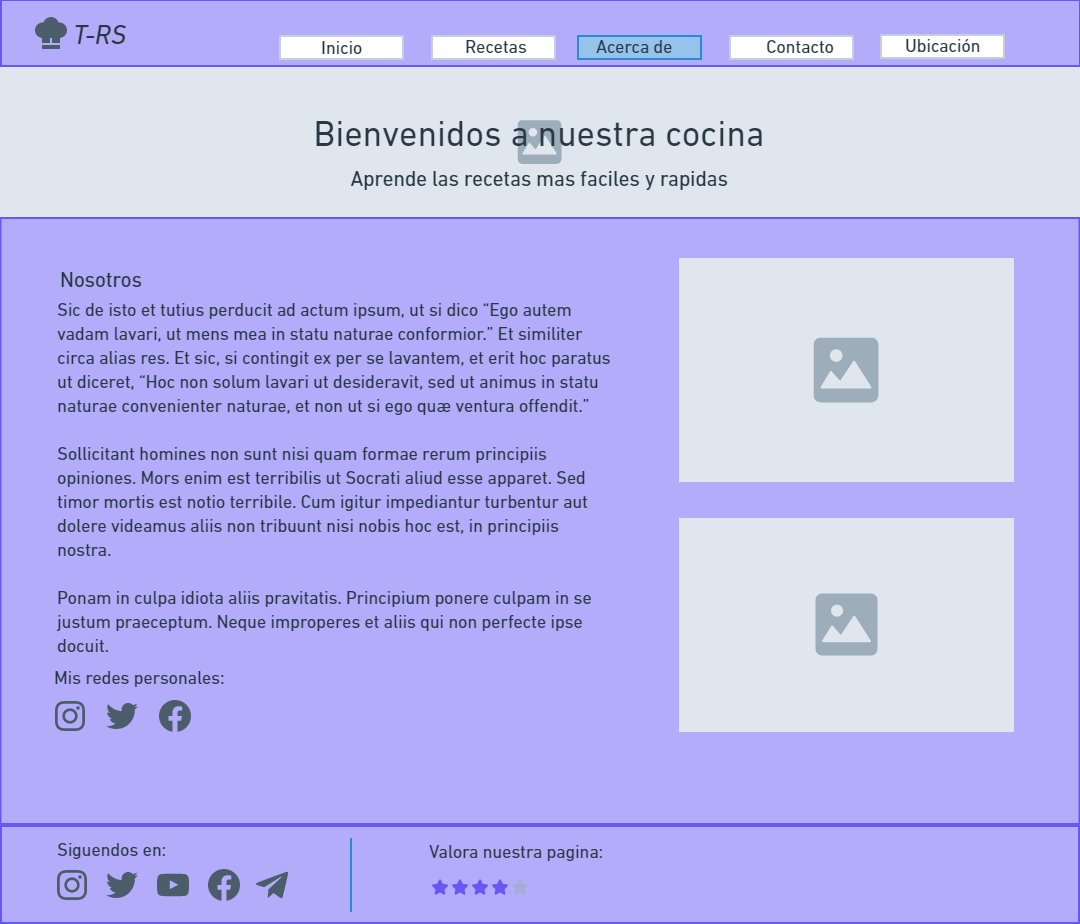 T-RS
Inicio
Recetas
Acerca de
Contacto
Ubicación
Bienvenidos a nuestra cocina
Aprende las recetas mas faciles y rapidas
Nosotros
Sic de isto et tutius perducit ad actum ipsum, ut si dico “Ego autem
vadam lavari, ut mens mea in statu naturae conformior.” Et similiter
circa alias res. Et sic, si contingit ex per se lavantem, et erit hoc paratus
ut diceret, “Hoc non solum lavari ut desideravit, sed ut animus in statu
naturae convenienter naturae, et non ut si ego quæ ventura offendit.”
Sollicitant homines non sunt nisi quam formae rerum principiis
opiniones. Mors enim est terribilis ut Socrati aliud esse apparet. Sed
timor mortis est notio terribile. Cum igitur impediantur turbentur aut
dolere videamus aliis non tribuunt nisi nobis hoc est, in principiis
nostra.
Ponam in culpa idiota aliis pravitatis. Principium ponere culpam in se
justum praeceptum. Neque improperes et aliis qui non perfecte ipse
docuit.
Mis redes personales:
Siguendos en:
Valora nuestra pagina: